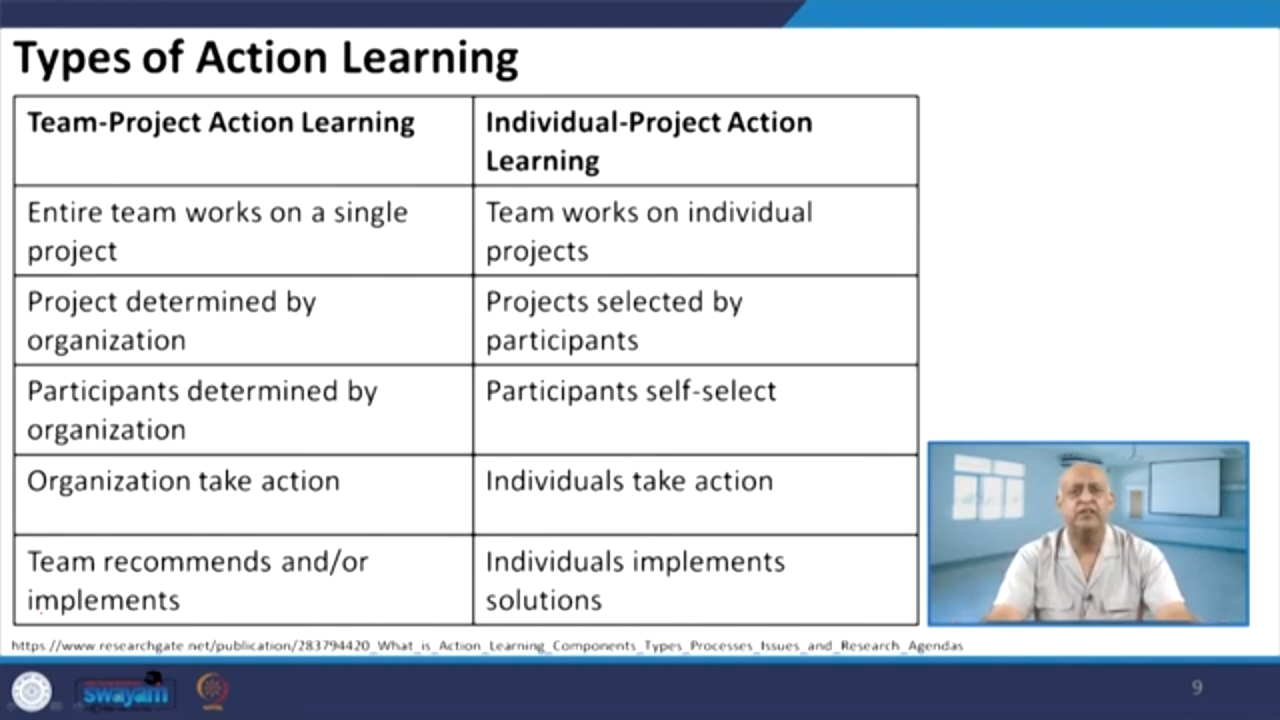 Types of Action Learning
Team-Project Action Learning
Individual-Project Action
Learning
Entire team works on a single
project
Team works on individual
projects
Project determined by
organization
Projects selected by
participants
Participants determined by
organization
Participants self-select
Organization take action
Individuals take action
Team recommends and/or
implements
Individuals implements
solutions
https://www.researchgate.net/publication/283794420_What_is_Action_Learning_Components_Types_Processes_Issues_and_Research_Agendas
swayam
9